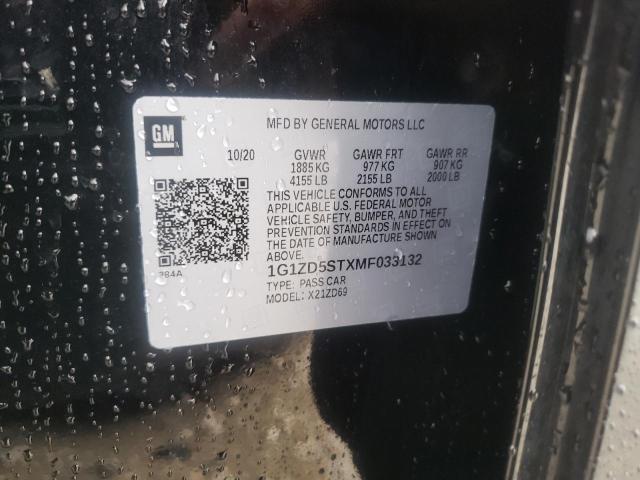 GM
MFD BY GENERAL MOTORS LLC
10/20 GVWR GAWR FRT GAWR RR
1885 KG 977 KG 907 KG
4155 LB 2155 LB 2000 LB
THIS VEHICLE CONFORMS TO ALL
APPLICABLE U.S. FEDERAL MOTOR
VEHICLE SAFETY, BUMPER, AND THEFT
PREVENTION STANDARDS IN EFFECT
ON THE DATE OF MANUFACTURE SHOWN
ABOVE.
384A 1G1ZD5STXMF033132
TYPE: PASS CAR
MODEL: X21ZD69